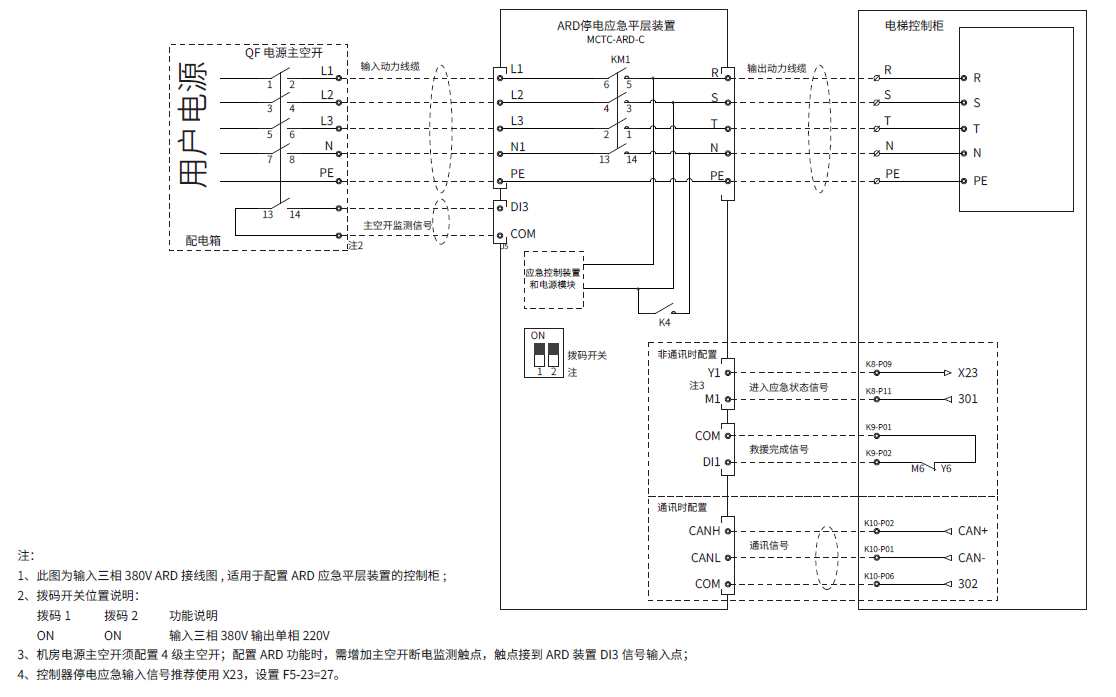 ARD停电应急平层装置
MCTC-ARD-C
电梯控制柜
QF 电源主空开
用户电源
L1
1 2
L2
3 4
L3
5 6
N
7 8
PE
13 14
配电箱
输入动力线缆
主空开监测信号
注2
L1
L2
L3
N1
PE
DI3
COM
J5
KM1
6 5
4 3
2 1
13 14
R
S
T
N
PE
输出动力线缆
R
S
T
N
PE
R
S
T
N
PE
应急控制装置
和电源模块
K4
ON
1 2
拨码开关
注
非通讯时配置
Y1
注3
M1
进入应急状态信号
K8-P09
X23
K8-P11
301
COM
DI1
救援完成信号
K9-P01
K9-P02
M6 Y6
通讯时配置
CANH
CANL
COM
通讯信号
K10-P02
CAN+
K10-P01
CAN-
K10-P06
302
注：
1、此图为输入三相 380V ARD 接线图 , 适用于配置 ARD 应急平层装置的控制柜 ;
2、拨码开关位置说明：
拨码 1 拨码 2 功能说明
ON ON 输入三相 380V 输出单相 220V
3、机房电源主空开须配置 4 级主空开；配置 ARD 功能时，需增加主空开断电监测触点，触点接到 ARD 装置 DI3 信号输入点；
4、控制器停电应急输入信号推荐使用 X23，设置 F5-23=27。